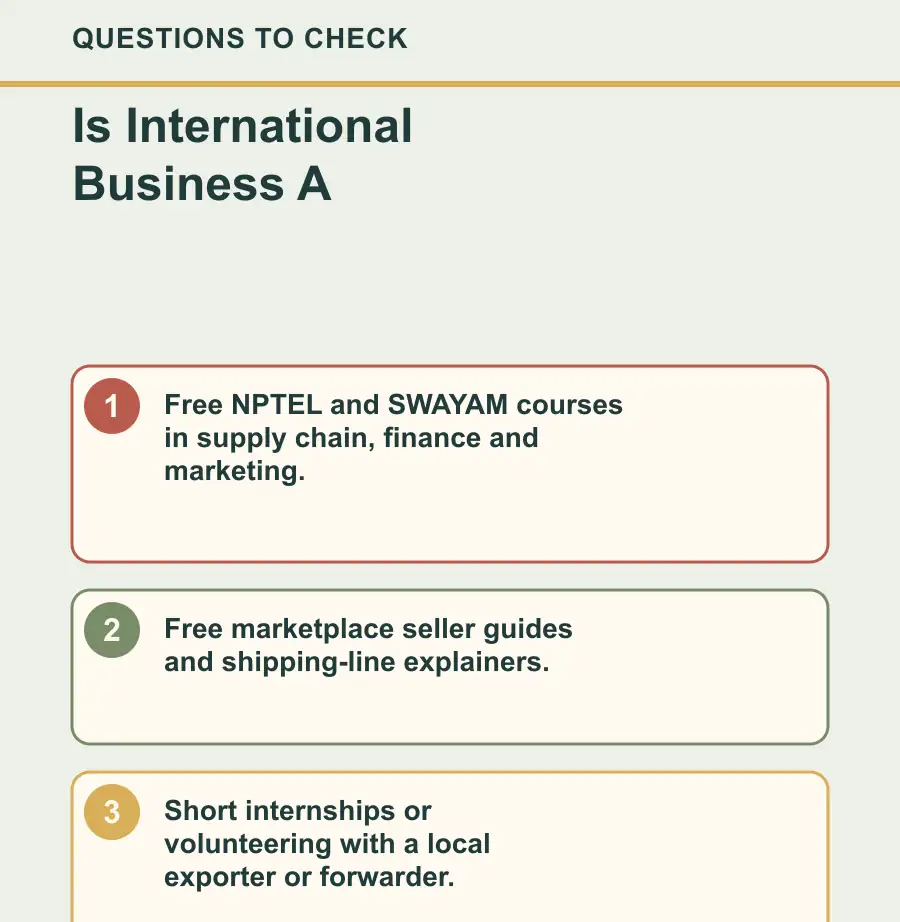 QUESTIONS TO CHECK
Is International
Business A
1
Free NPTEL and SWAYAM courses
in supply chain, finance and
marketing.
2
Free marketplace seller guides
and shipping-line explainers.
3
Short internships or
volunteering with a local
exporter or forwarder.